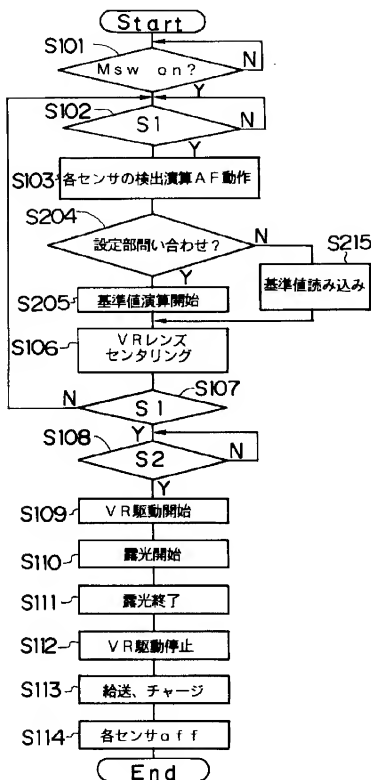 Start
S101
Msw on?
N
Y
S102
S1
N
Y
S103
各センサの検出演算AF動作
S204
設定部問い合わせ?
N
S215
Y
基準値読み込み
S205
基準値演算開始
S106
VRレンズ
センタリング
S107
N
S1
Y
S108
S2
N
Y
S109
VR駆動開始
S110
露光開始
S111
露光終了
S112
VR駆動停止
S113
給送、チャージ
S114
各センサoff
End